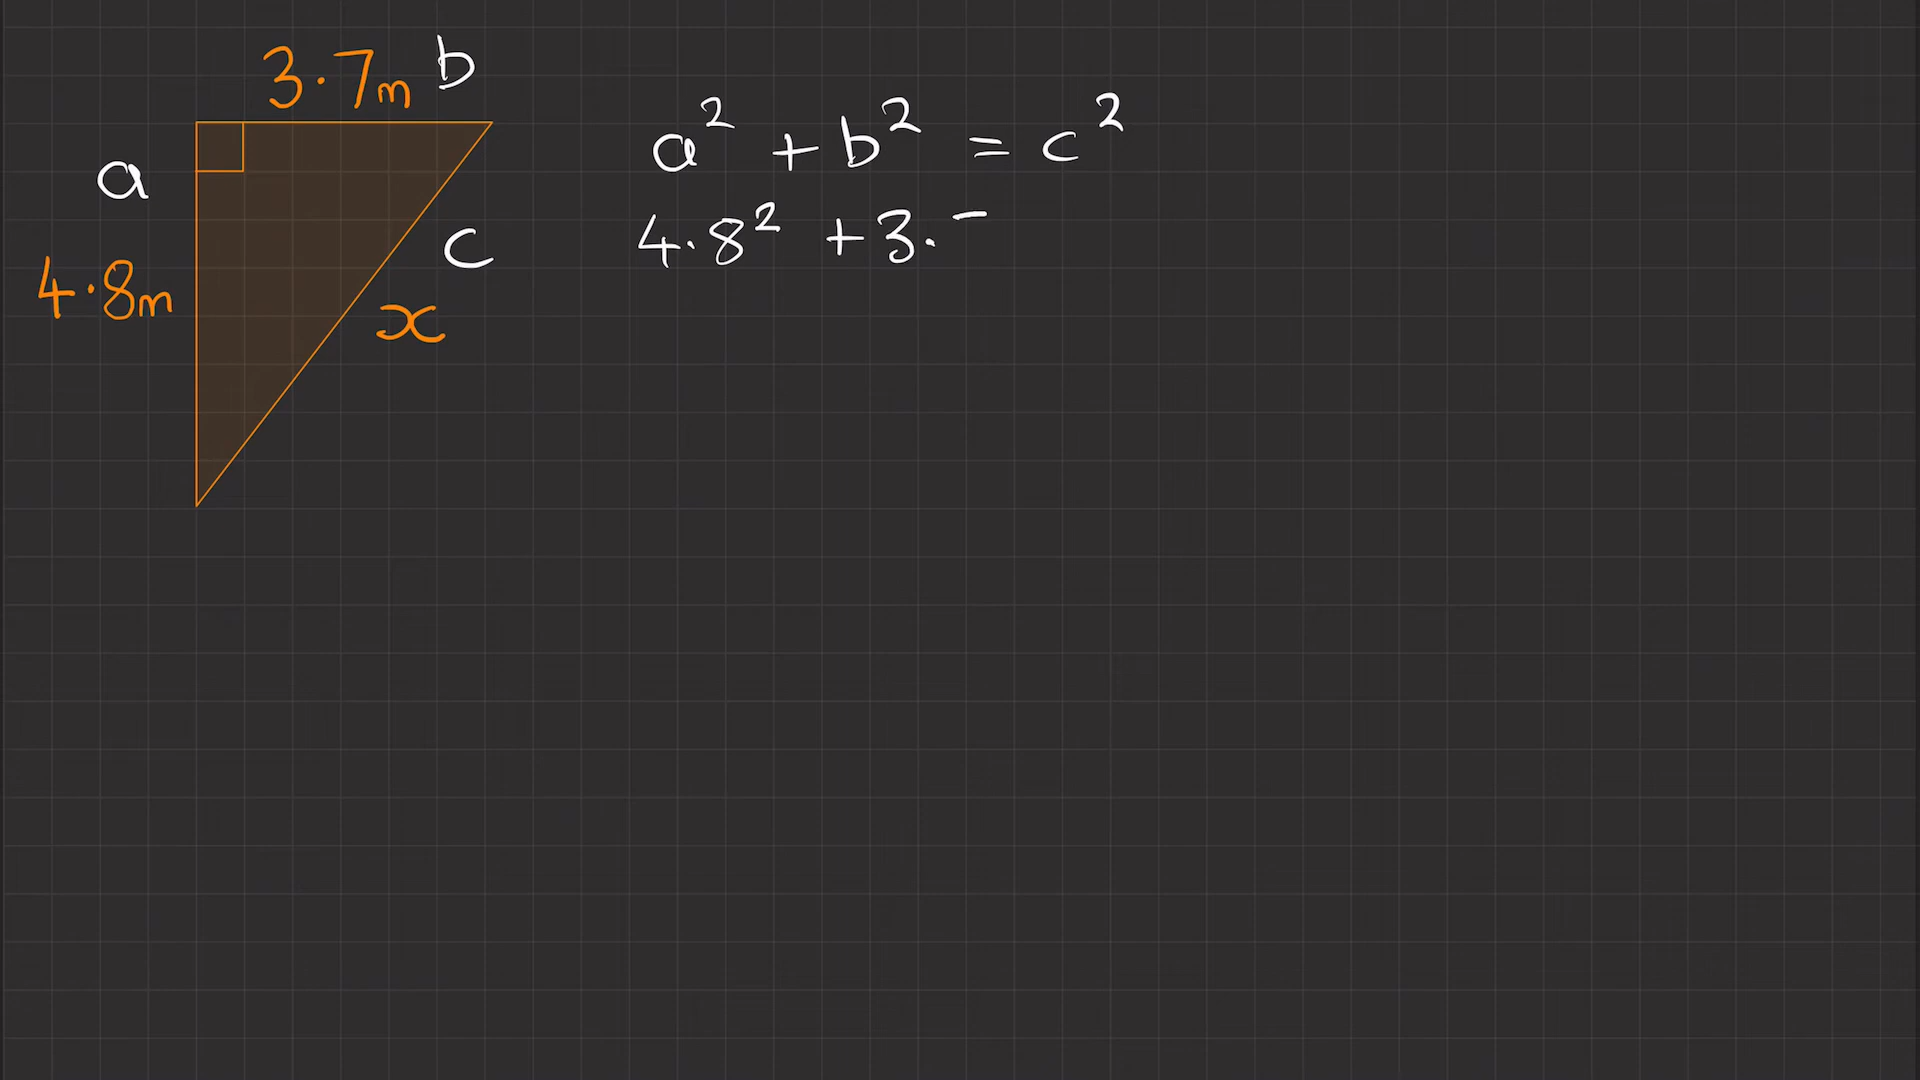 3.7m b
a² + b² = c²
a
4.8² + 3.
c
4.8m
x